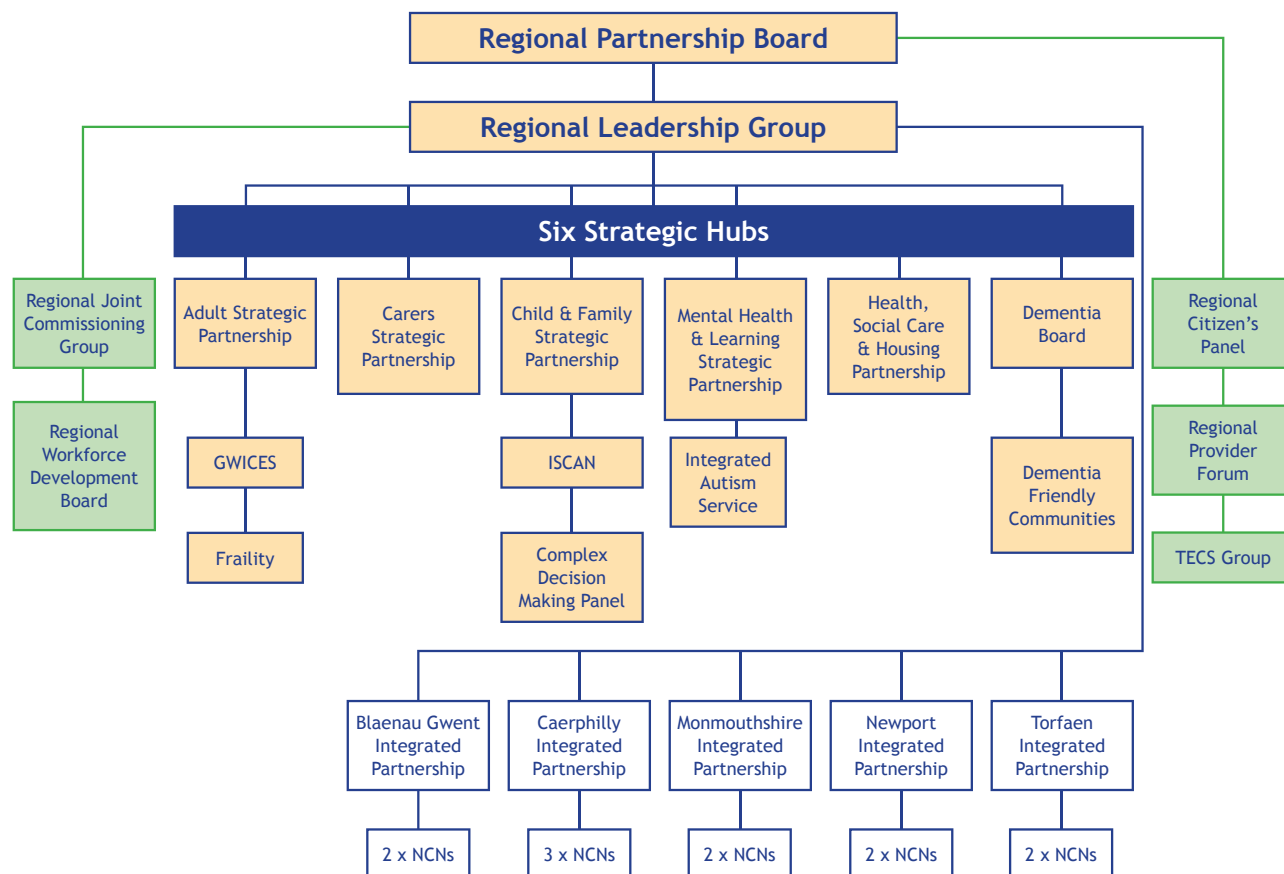 Regional Partnership Board
Regional Leadership Group
Six Strategic Hubs
Regional Joint
Commissioning
Group
Adult Strategic
Partnership
Carers
Strategic
Partnership
Child & Family
Strategic
Partnership
Mental Health
& Learning
Strategic
Partnership
Health,
Social Care
& Housing
Partnership
Dementia
Board
Regional
Citizen’s
Panel
Regional
Workforce
Development
Board
GWICES
ISCAN
Integrated
Autism
Service
Dementia
Friendly
Communities
Regional
Provider
Forum
Fraility
Complex
Decision
Making Panel
TECS Group
Blaenau Gwent
Integrated
Partnership
Caerphilly
Integrated
Partnership
Monmouthshire
Integrated
Partnership
Newport
Integrated
Partnership
Torfaen
Integrated
Partnership
2 x NCNs
3 x NCNs
2 x NCNs
2 x NCNs
2 x NCNs